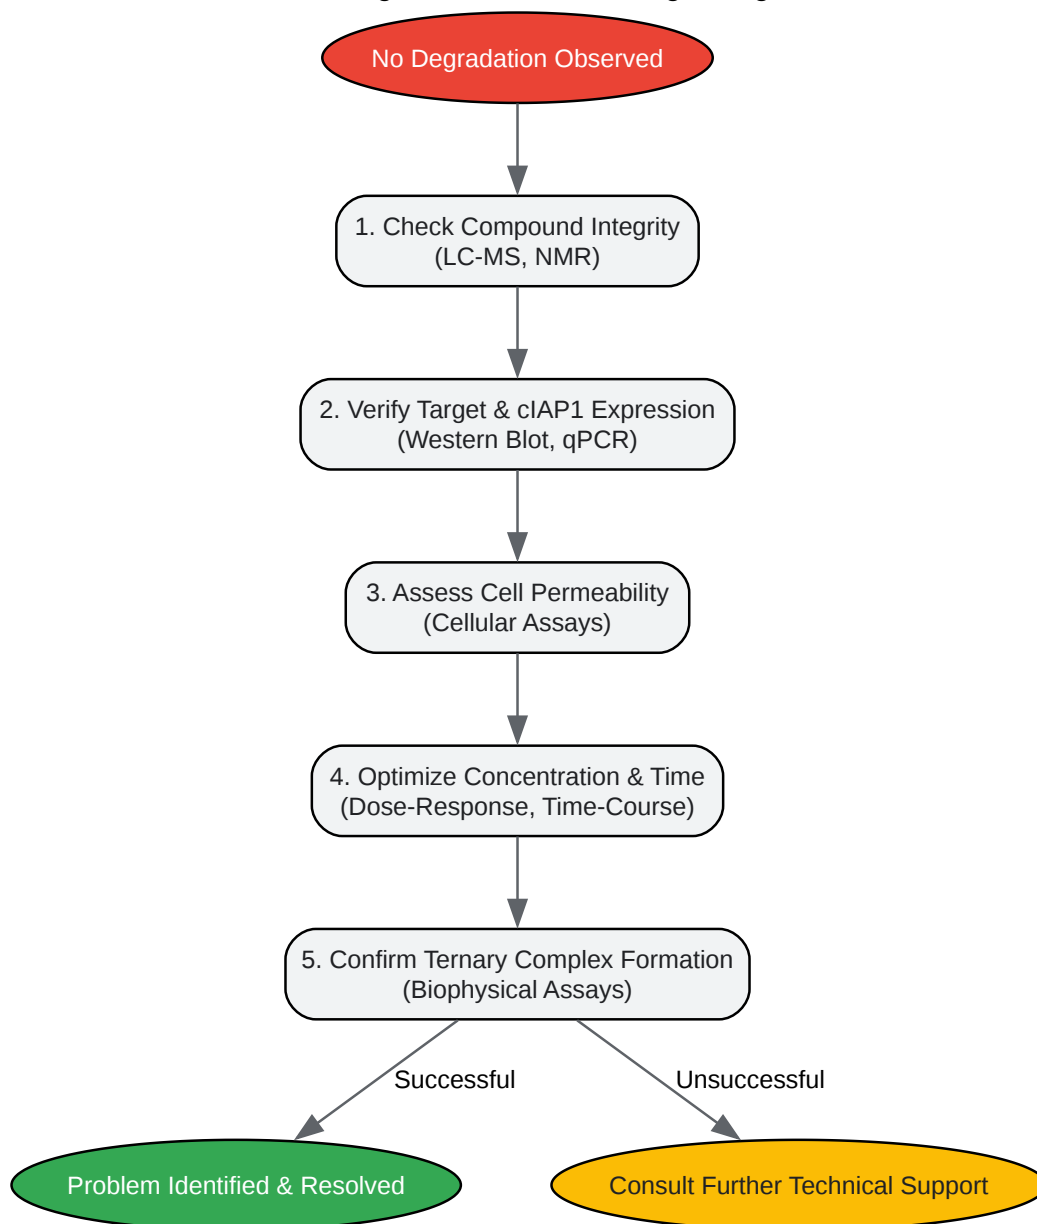 No Degradation Observed
1. Check Compound Integrity
(LC-MS, NMR)
2. Verify Target & cIAP1 Expression
(Western Blot, qPCR)
3. Assess Cell Permeability
(Cellular Assays)
4. Optimize Concentration & Time
(Dose-Response, Time-Course)
5. Confirm Ternary Complex Formation
(Biophysical Assays)
Successful
Unsuccessful
Problem Identified & Resolved
Consult Further Technical Support